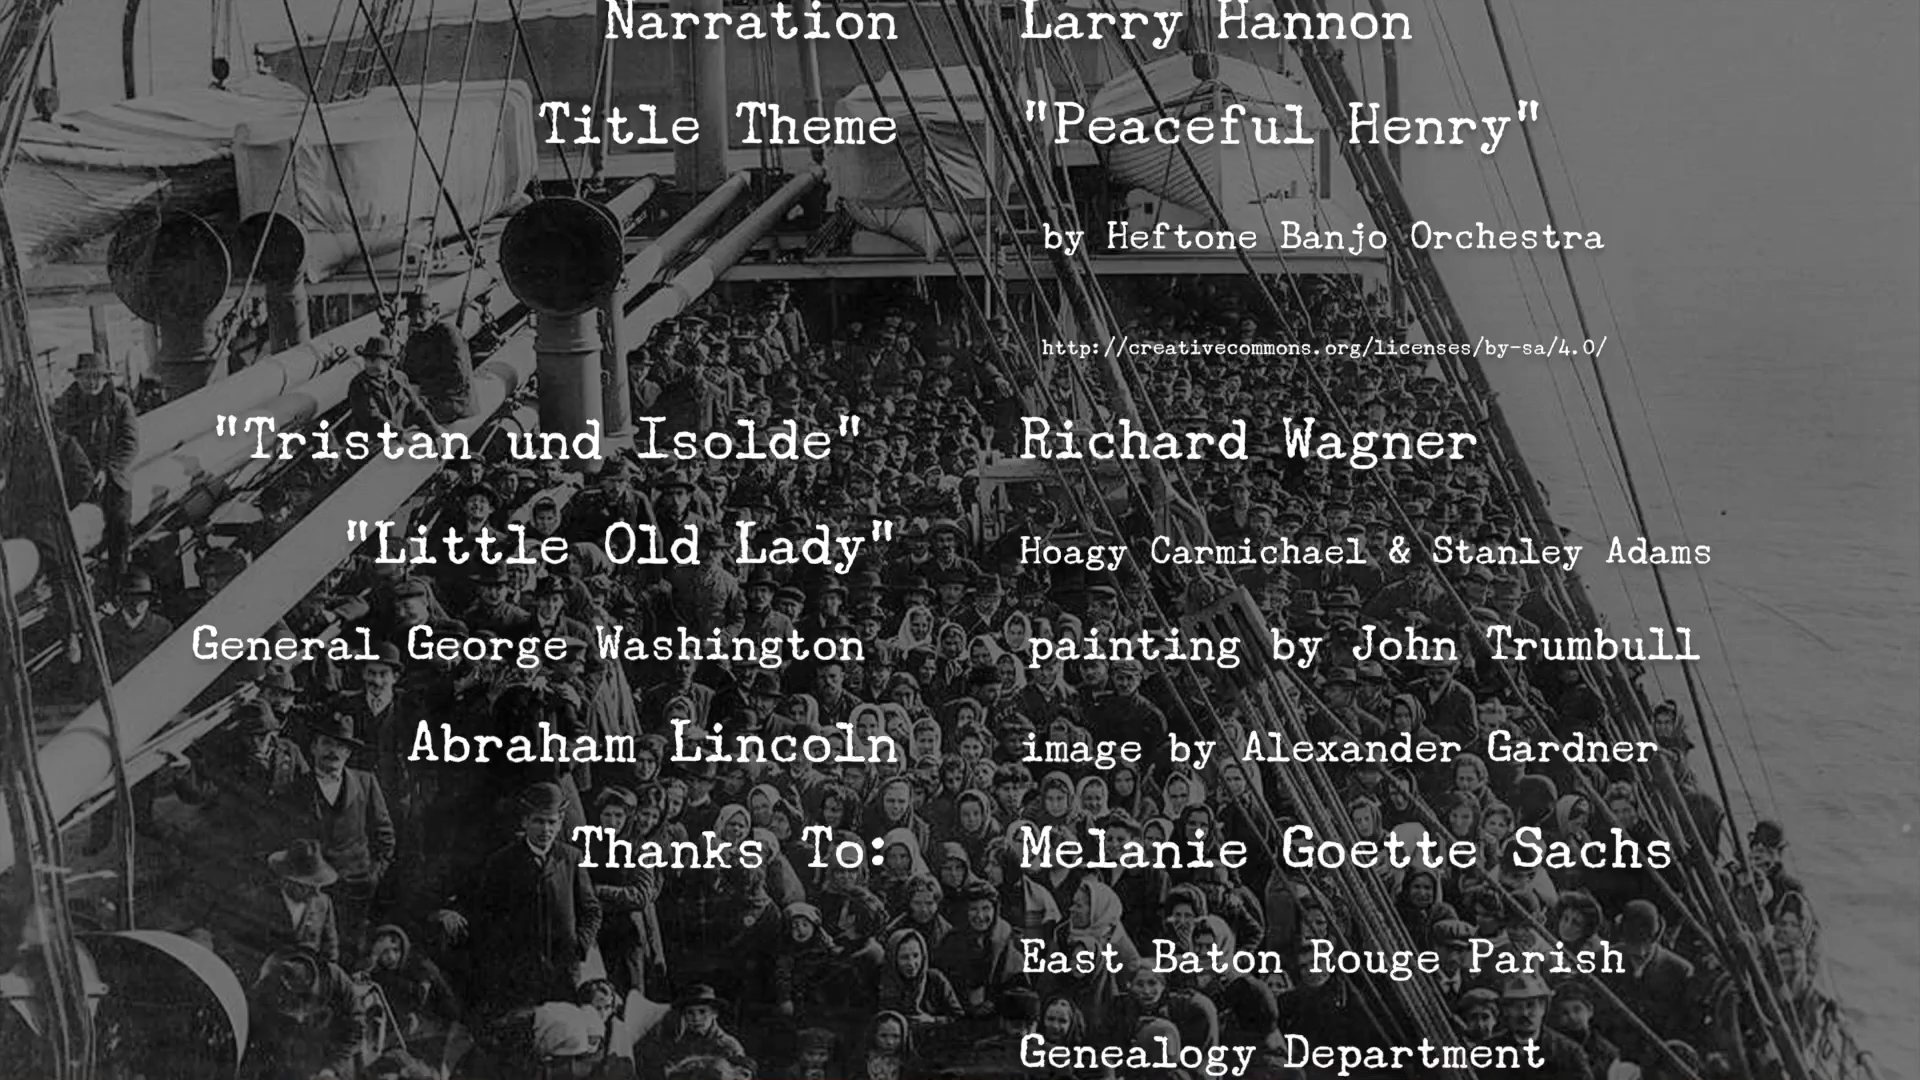 Narration Larry Hannon
Title Theme "Peaceful Henry"
by Heftone Banjo Orchestra
http://creativecommons.org/licenses/by-sa/4.0/
"Tristan und Isolde" Richard Wagner
"Little Old Lady" Hoagy Carmichael & Stanley Adams
General George Washington painting by John Trumbull
Abraham Lincoln image by Alexander Gardner
Thanks To: Melanie Goette Sachs
East Baton Rouge Parish
Genealogy Department